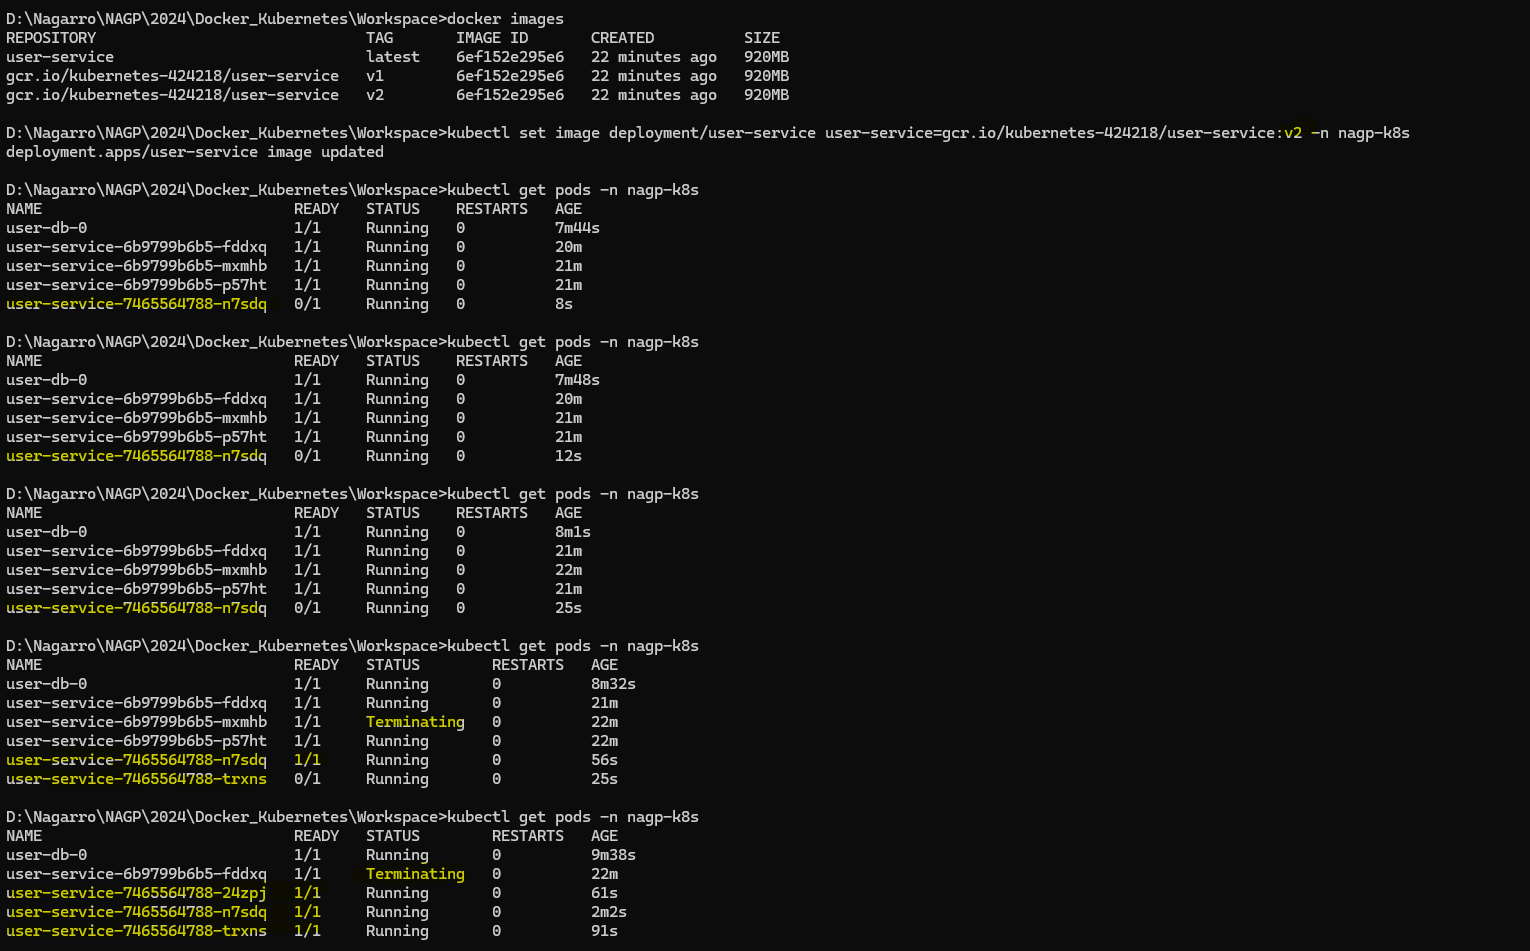 D:\Nagarro\NAGP\2024\Docker_Kubernetes\Workspace>docker images
REPOSITORY                              TAG       IMAGE ID       CREATED          SIZE
user-service                            latest    6ef152e295e6   22 minutes ago   920MB
gcr.io/kubernetes-424218/user-service   v1        6ef152e295e6   22 minutes ago   920MB
gcr.io/kubernetes-424218/user-service   v2        6ef152e295e6   22 minutes ago   920MB
D:\Nagarro\NAGP\2024\Docker_Kubernetes\Workspace>kubectl set image deployment/user-service user-service=gcr.io/kubernetes-424218/user-service:v2 -n nagp-k8s
deployment.apps/user-service image updated
D:\Nagarro\NAGP\2024\Docker_Kubernetes\Workspace>kubectl get pods -n nagp-k8s
NAME                            READY   STATUS    RESTARTS   AGE
user-db-0                       1/1     Running   0          7m44s
user-service-6b9799b6b5-fddxq   1/1     Running   0          20m
user-service-6b9799b6b5-mxmhb   1/1     Running   0          21m
user-service-6b9799b6b5-p57ht   1/1     Running   0          21m
user-service-7465564788-n7sdq   0/1     Running   0          8s
D:\Nagarro\NAGP\2024\Docker_Kubernetes\Workspace>kubectl get pods -n nagp-k8s
NAME                            READY   STATUS    RESTARTS   AGE
user-db-0                       1/1     Running   0          7m48s
user-service-6b9799b6b5-fddxq   1/1     Running   0          20m
user-service-6b9799b6b5-mxmhb   1/1     Running   0          21m
user-service-6b9799b6b5-p57ht   1/1     Running   0          21m
user-service-7465564788-n7sdq   0/1     Running   0          12s
D:\Nagarro\NAGP\2024\Docker_Kubernetes\Workspace>kubectl get pods -n nagp-k8s
NAME                            READY   STATUS    RESTARTS   AGE
user-db-0                       1/1     Running   0          8m1s
user-service-6b9799b6b5-fddxq   1/1     Running   0          21m
user-service-6b9799b6b5-mxmhb   1/1     Running   0          22m
user-service-6b9799b6b5-p57ht   1/1     Running   0          21m
user-service-7465564788-n7sdq   0/1     Running   0          25s
D:\Nagarro\NAGP\2024\Docker_Kubernetes\Workspace>kubectl get pods -n nagp-k8s
NAME                            READY   STATUS        RESTARTS   AGE
user-db-0                       1/1     Running       0          8m32s
user-service-6b9799b6b5-fddxq   1/1     Running       0          21m
user-service-6b9799b6b5-mxmhb   1/1     Terminating   0          22m
user-service-6b9799b6b5-p57ht   1/1     Running       0          22m
user-service-7465564788-n7sdq   1/1     Running       0          56s
user-service-7465564788-trxns   0/1     Running       0          25s
D:\Nagarro\NAGP\2024\Docker_Kubernetes\Workspace>kubectl get pods -n nagp-k8s
NAME                            READY   STATUS        RESTARTS   AGE
user-db-0                       1/1     Running       0          9m38s
user-service-6b9799b6b5-fddxq   1/1     Terminating   0          22m
user-service-7465564788-24zpj   1/1     Running       0          61s
user-service-7465564788-n7sdq   1/1     Running       0          2m2s
user-service-7465564788-trxns   1/1     Running       0          91s